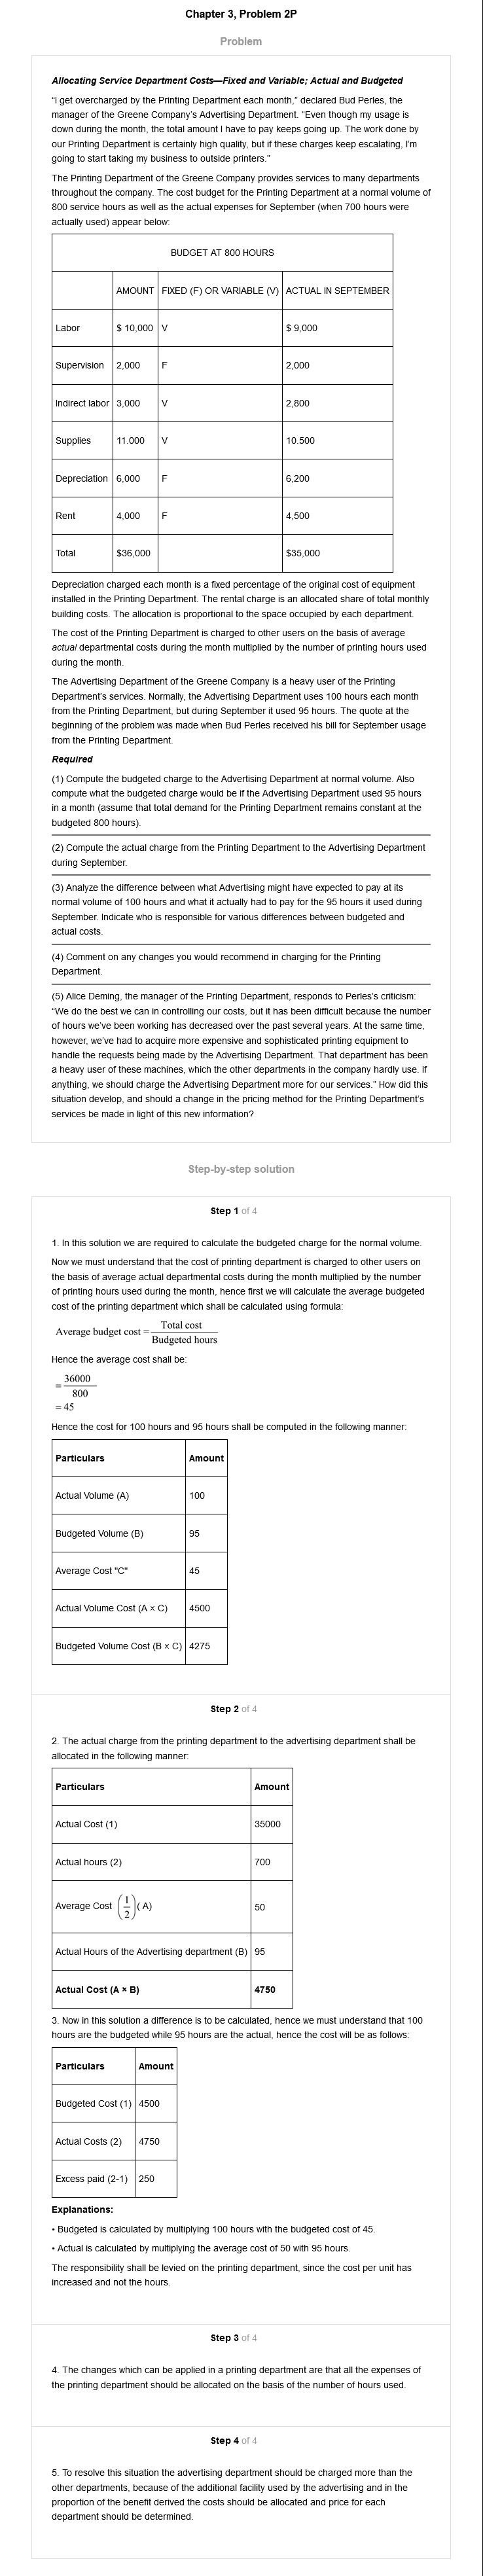 Chapter 3, Problem 2P
Problem
Allocating Service Department Costs—Fixed and Variable; Actual and Budgeted
“I get overcharged by the Printing Department each month,” declared Bud Perles, the
manager of the Greene Company’s Advertising Department. “Even though my usage is
down during the month, the total amount I have to pay keeps going up. The work done by
our Printing Department is certainly high quality, but if these charges keep escalating, I’m
going to start taking my business to outside printers.”
The Printing Department of the Greene Company provides services to many departments
throughout the company. The cost budget for the Printing Department at a normal volume of
800 service hours as well as the actual expenses for September (when 700 hours were
actually used) appear below:
BUDGET AT 800 HOURS
AMOUNT FIXED (F) OR VARIABLE (V) ACTUAL IN SEPTEMBER
Labor $ 10,000 V $ 9,000
Supervision 2,000 F 2,000
Indirect labor 3,000 V 2,800
Supplies 11.000 V 10.500
Depreciation 6,000 F 6,200
Rent 4,000 F 4,500
Total $36,000 $35,000
Depreciation charged each month is a fixed percentage of the original cost of equipment
installed in the Printing Department. The rental charge is an allocated share of total monthly
building costs. The allocation is proportional to the space occupied by each department.
The cost of the Printing Department is charged to other users on the basis of average
actual departmental costs during the month multiplied by the number of printing hours used
during the month.
The Advertising Department of the Greene Company is a heavy user of the Printing
Department’s services. Normally, the Advertising Department uses 100 hours each month
from the Printing Department, but during September it used 95 hours. The quote at the
beginning of the problem was made when Bud Perles received his bill for September usage
from the Printing Department.
Required
(1) Compute the budgeted charge to the Advertising Department at normal volume. Also
compute what the budgeted charge would be if the Advertising Department used 95 hours
in a month (assume that total demand for the Printing Department remains constant at the
budgeted 800 hours).
(2) Compute the actual charge from the Printing Department to the Advertising Department
during September.
(3) Analyze the difference between what Advertising might have expected to pay at its
normal volume of 100 hours and what it actually had to pay for the 95 hours it used during
September. Indicate who is responsible for various differences between budgeted and
actual costs.
(4) Comment on any changes you would recommend in charging for the Printing
Department.
(5) Alice Deming, the manager of the Printing Department, responds to Perles’s criticism:
“We do the best we can in controlling our costs, but it has been difficult because the number
of hours we’ve been working has decreased over the past several years. At the same time,
however, we’ve had to acquire more expensive and sophisticated printing equipment to
handle the requests being made by the Advertising Department. That department has been
a heavy user of these machines, which the other departments in the company hardly use. If
anything, we should charge the Advertising Department more for our services.” How did this
situation develop, and should a change in the pricing method for the Printing Department’s
services be made in light of this new information?
Step-by-step solution
Step 1 of 4
1. In this solution we are required to calculate the budgeted charge for the normal volume.
Now we must understand that the cost of printing department is charged to other users on
the basis of average actual departmental costs during the month multiplied by the number
of printing hours used during the month, hence first we will calculate the average budgeted
cost of the printing department which shall be calculated using formula:
Average budget cost = Total cost / Budgeted hours
Hence the average cost shall be:
= 36000 / 800
= 45
Hence the cost for 100 hours and 95 hours shall be computed in the following manner:
Particulars Amount
Actual Volume (A) 100
Budgeted Volume (B) 95
Average Cost "C" 45
Actual Volume Cost (A × C) 4500
Budgeted Volume Cost (B × C) 4275
Step 2 of 4
2. The actual charge from the printing department to the advertising department shall be
allocated in the following manner:
Particulars Amount
Actual Cost (1) 35000
Actual hours (2) 700
Average Cost (1/2) ( A) 50
Actual Hours of the Advertising department (B) 95
Actual Cost (A × B) 4750
3. Now in this solution a difference is to be calculated, hence we must understand that 100
hours are the budgeted while 95 hours are the actual, hence the cost will be as follows:
Particulars Amount
Budgeted Cost (1) 4500
Actual Costs (2) 4750
Excess paid (2-1) 250
Explanations:
• Budgeted is calculated by multiplying 100 hours with the budgeted cost of 45.
• Actual is calculated by multiplying the average cost of 50 with 95 hours.
The responsibility shall be levied on the printing department, since the cost per unit has
increased and not the hours.
Step 3 of 4
4. The changes which can be applied in a printing department are that all the expenses of
the printing department should be allocated on the basis of the number of hours used.
Step 4 of 4
5. To resolve this situation the advertising department should be charged more than the
other departments, because of the additional facility used by the advertising and in the
proportion of the benefit derived the costs should be allocated and price for each
department should be determined.